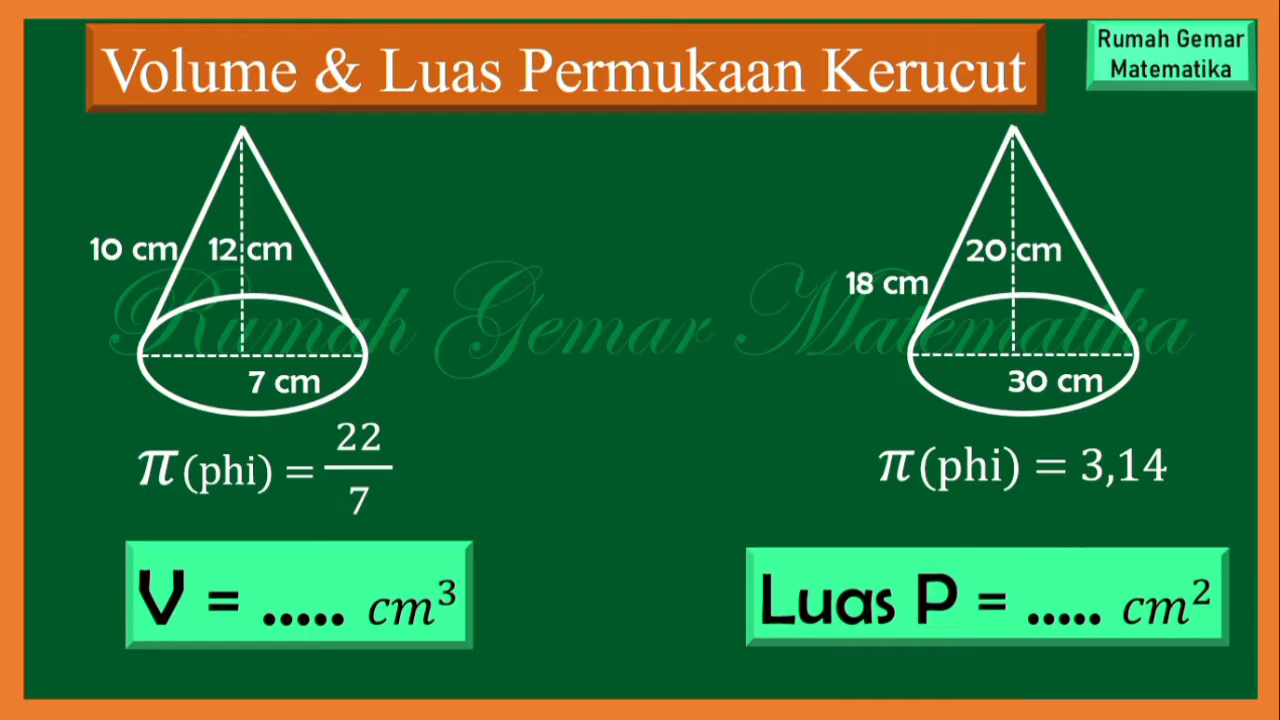 Volume & Luas Permukaan Kerucut
Rumah Gemar
Matematika
10 cm
12 cm
7 cm
18 cm
20 cm
30 cm
Rumah Gemar Matematika
π (phi) = 22/7
π (phi) = 3,14
V = ..... cm³
Luas P = ..... cm²